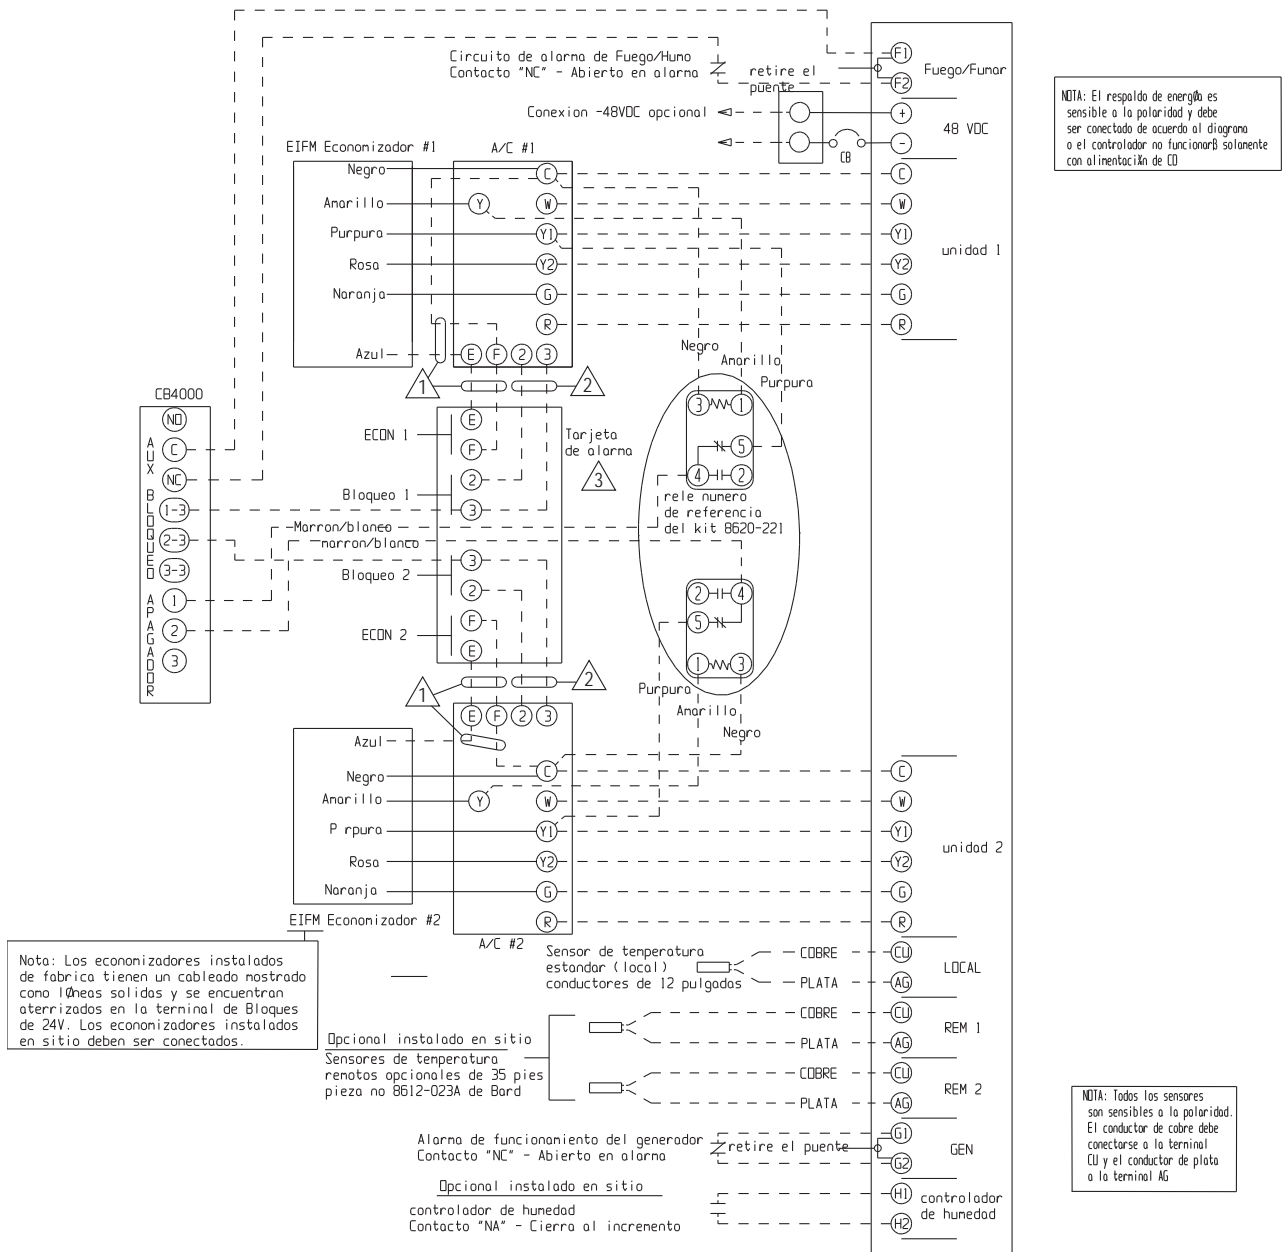 Circuito de alarma de Fuego/Humo
Contacto "NC" - Abierto en alarma
retire el
puente
F1
F2
Fuego/Fumar
Conexion -48VDC opcional
+
-
CB
48 VDC
NOTA: El respaldo de energØa es
sensible a la polaridad y debe
ser conectado de acuerdo al diagrama
o el controlador no funcionarß solamente
con alimentaciÄn de CD
EIFM Economizador #1
A/C #1
Negro
Amarillo
Purpura
Rosa
Naranja
Azul
Y
C
W
Y1
Y2
G
R
E F 2 3
C
W
Y1
Y2
G
R
unidad 1
1
2
Negro
Amarillo
Purpura
3 1
5
4 2
rele numero
de referencia
del kit 8620-221
2 4
5
1 3
Purpura
Amarillo
Negro
CB4000
AUX BLOQUEO APAGADOR
NO
C
NC
1-3
2-3
3-3
1
2
3
ECON 1
Bloqueo 1
Bloqueo 2
ECON 2
E
F
2
3
3
2
F
E
Tarjeta
de alarma
3
Marron/blanco
marron/blanco
1
2
E F 2 3
Azul
Negro
Amarillo
P rpura
Rosa
Naranja
Y
C
W
Y1
Y2
G
R
EIFM Economizador #2
A/C #2
C
W
Y1
Y2
G
R
unidad 2
Nota: Los economizadores instalados
de fabrica tienen un cableado mostrado
como lØneas solidas y se encuentran
aterrizados en la terminal de Bloques
de 24V. Los economizadores instalados
en sitio deben ser conectados.
Sensor de temperatura
estandar (local)
conductores de 12 pulgadas
COBRE
PLATA
CU
AG
LOCAL
Opcional instalado en sitio
Sensores de temperatura
remotos opcionales de 35 pies
pieza no 8612-023A de Bard
COBRE
PLATA
CU
AG
REM 1
COBRE
PLATA
CU
AG
REM 2
NOTA: Todos los sensores
son sensibles a la polaridad.
El conductor de cobre debe
conectarse a la terminal
CU y el conductor de plata
a la terminal AG
Alarma de funcionamiento del generador
Contacto "NC" - Abierto en alarma
retire el puente
G1
G2
GEN
Opcional instalado en sitio
controlador de humedad
Contacto "NA" - Cierra al incremento
H1
H2
controlador
de humedad